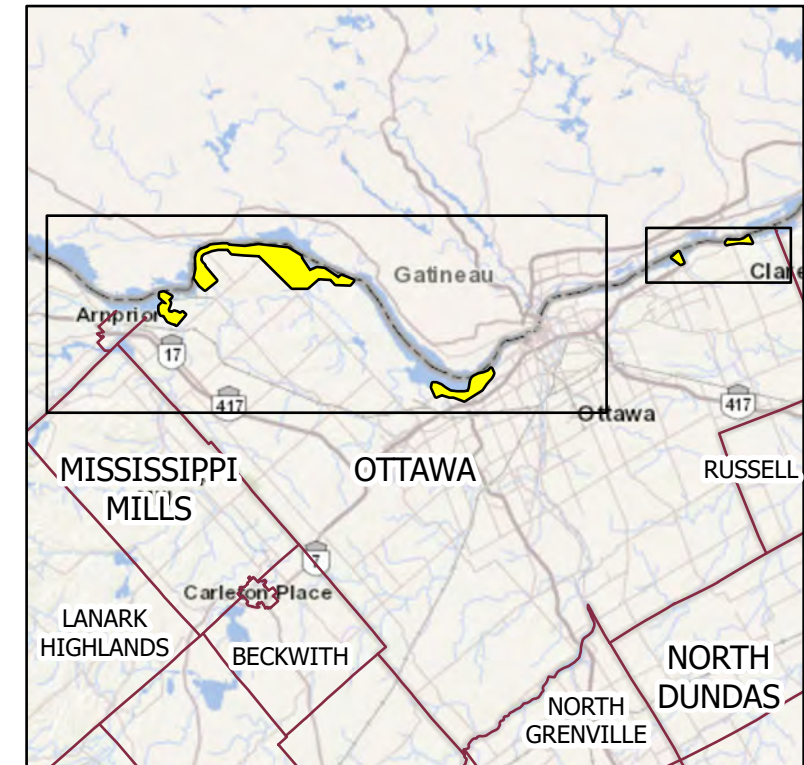 Gatineau
Arnprior
Clare
17
417
417
Ottawa
MISSISSIPPI
MILLS
OTTAWA
RUSSELL
7
Carleton Place
LANARK
HIGHLANDS
BECKWITH
NORTH
DUNDAS
NORTH
GRENVILLE